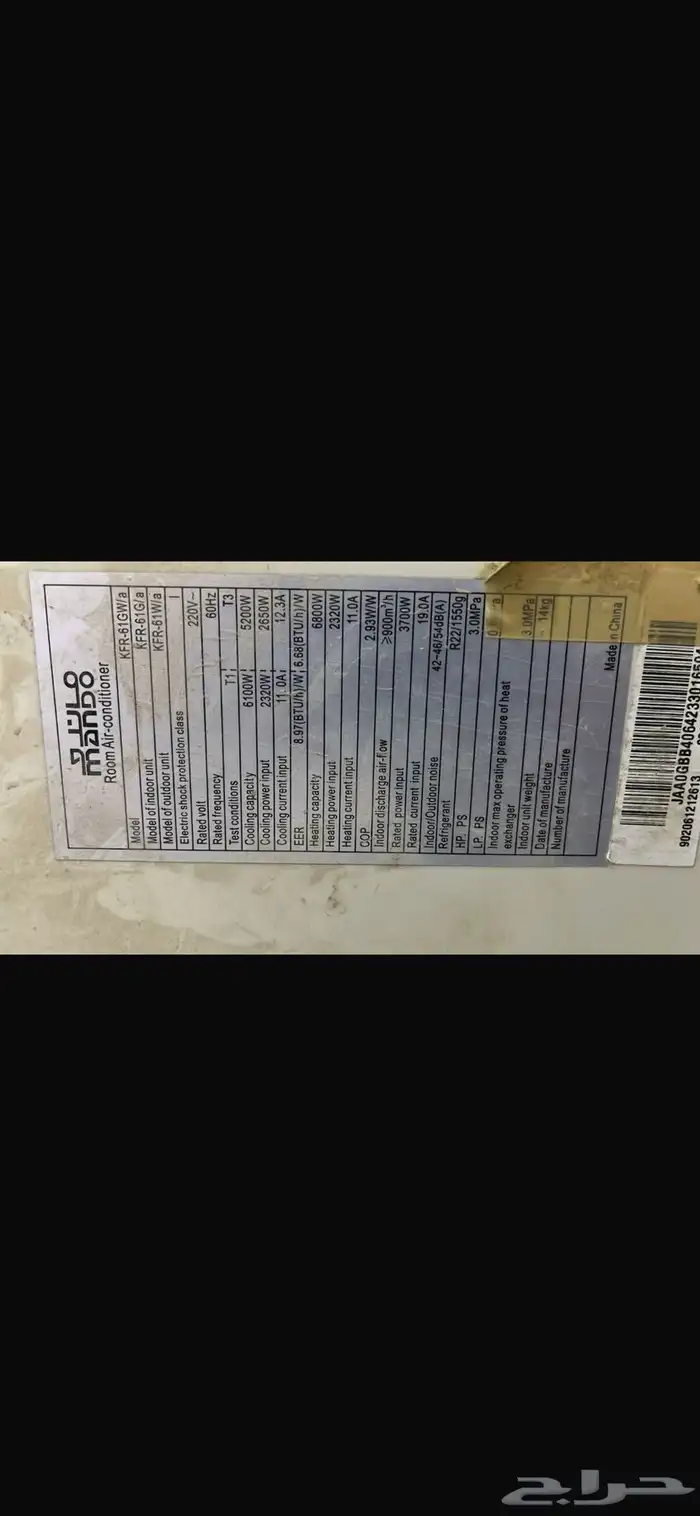 ماندو
mando
Room Air-conditioner
Model KFR-61GW/a
Model of indoor unit KFR-61G/a
Model of outdoor unit KFR-61W/a
Electric shock protection class I
Rated volt 220V~
Rated frequency 60Hz
Test conditions T1 T3
Cooling capacity 6100W 5200W
Cooling power input 2320W 2650W
Cooling current input 11.0A 12.3A
EER 8.97(BTU/h)/W 6.68(BTU/h)/W
Heating capacity 6800W
Heating power input 2320W
Heating current input 11.0A
COP 2.93W/W
Indoor discharge air-flow ≥900m³/h
Rated power input 3700W
Rated current input 19.0A
Indoor/Outdoor noise 42~46/54dB(A)
Refrigerant R22/1550g
HP. PS 3.0MPa
LP. PS
Indoor max operating pressure of heat
exchanger 3.0MPa
Indoor unit weight 14kg
Date of manufacture
Number of manufacture
Made in China
حراج